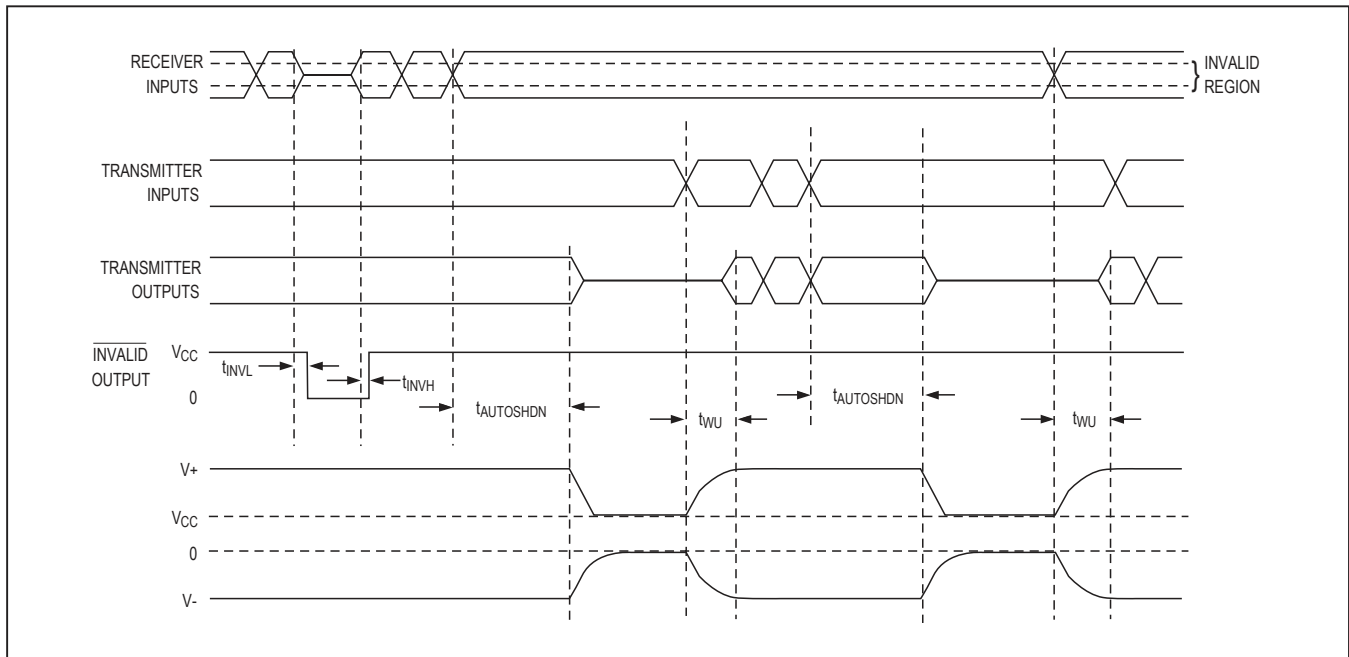 RECEIVER
INPUTS
} INVALID
REGION
TRANSMITTER
INPUTS
TRANSMITTER
OUTPUTS
INVALID
OUTPUT
VCC
0
tINVL
tINVH
tAUTOSHDN
tWU
tAUTOSHDN
tWU
V+
VCC
0
V-